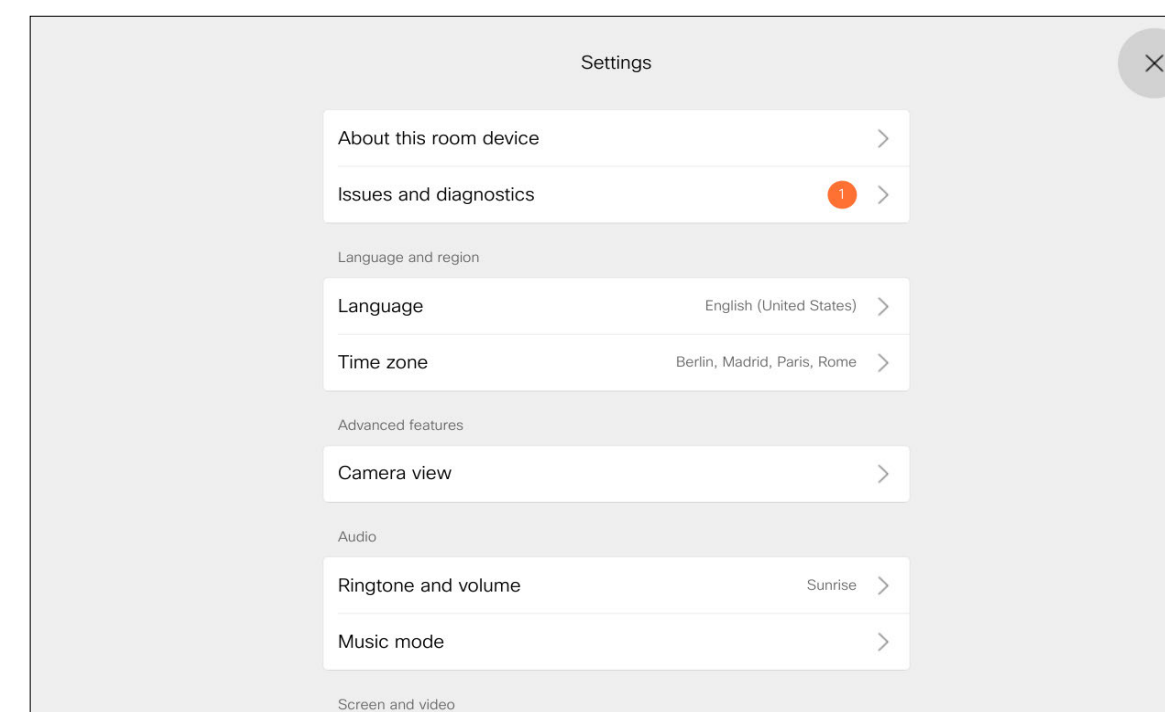 Settings
About this room device
Issues and diagnostics 1
Language and region
Language English (United States)
Time zone Berlin, Madrid, Paris, Rome
Advanced features
Camera view
Audio
Ringtone and volume Sunrise
Music mode
Screen and video